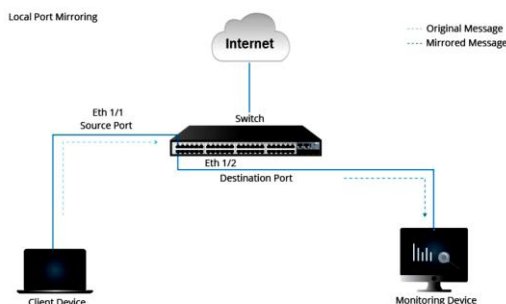 Local Port Mirroring
Internet
Original Message
Mirrored Message
Eth 1/1
Source Port
Switch
Eth 1/2
Destination Port
Client Device
Monitoring Device